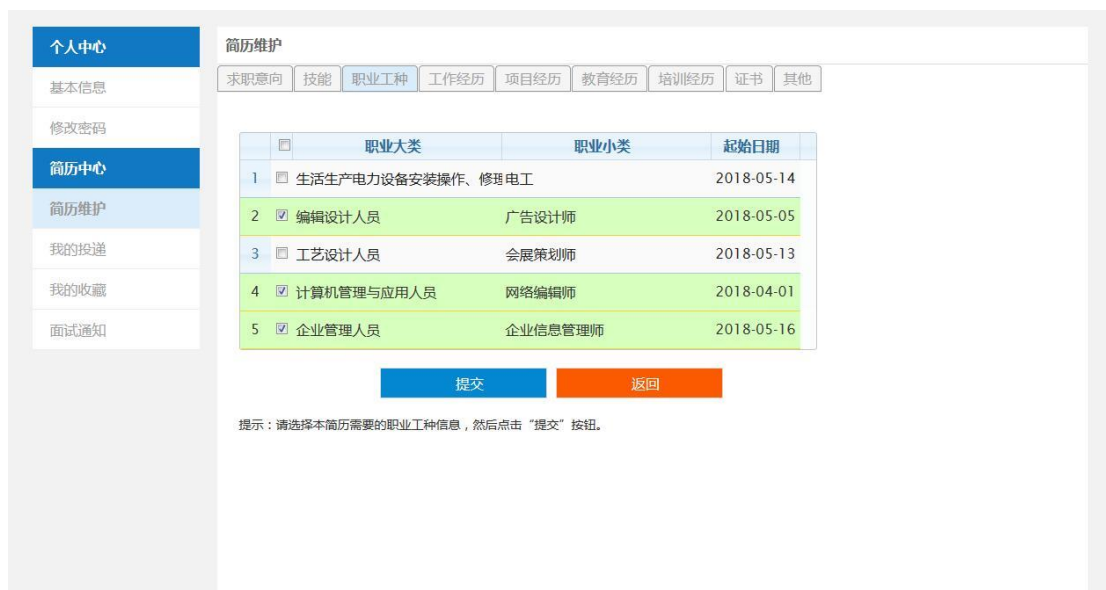 个人中心
基本信息
修改密码
简历中心
简历维护
我的投递
我的收藏
面试通知
简历维护
求职意向 技能 职业工种 工作经历 项目经历 教育经历 培训经历 证书 其他
职业大类 职业小类 起始日期
1 生活生产电力设备安装操作、修理 电工 2018-05-14
2 编辑设计人员 广告设计师 2018-05-05
3 工艺设计人员 会展策划师 2018-05-13
4 计算机管理与应用人员 网络编辑师 2018-04-01
5 企业管理人员 企业信息管理师 2018-05-16
提交 返回
提示：请选择本简历需要的职业工种信息，然后点击“提交”按钮。